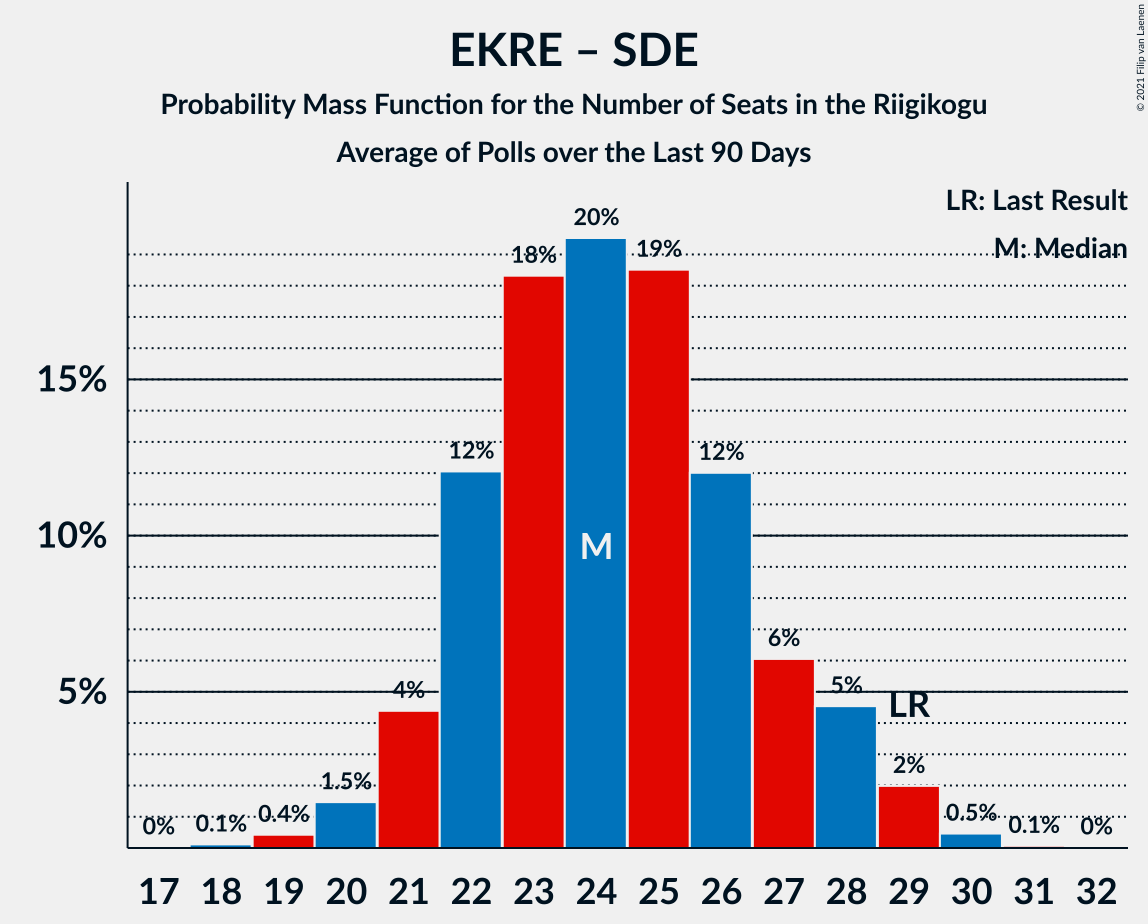 EKRE – SDE
Probability Mass Function for the Number of Seats in the Riigikogu
Average of Polls over the Last 90 Days
© 2021 Filip van Laenen
LR: Last Result
M: Median
20%
18%
19%
15%
12%
12%
10%
M
6%
5%
4%
5%
LR
2%
1.5%
0%
0.1%
0.4%
0.5%
0.1%
0%
17 18 19 20 21 22 23 24 25 26 27 28 29 30 31 32